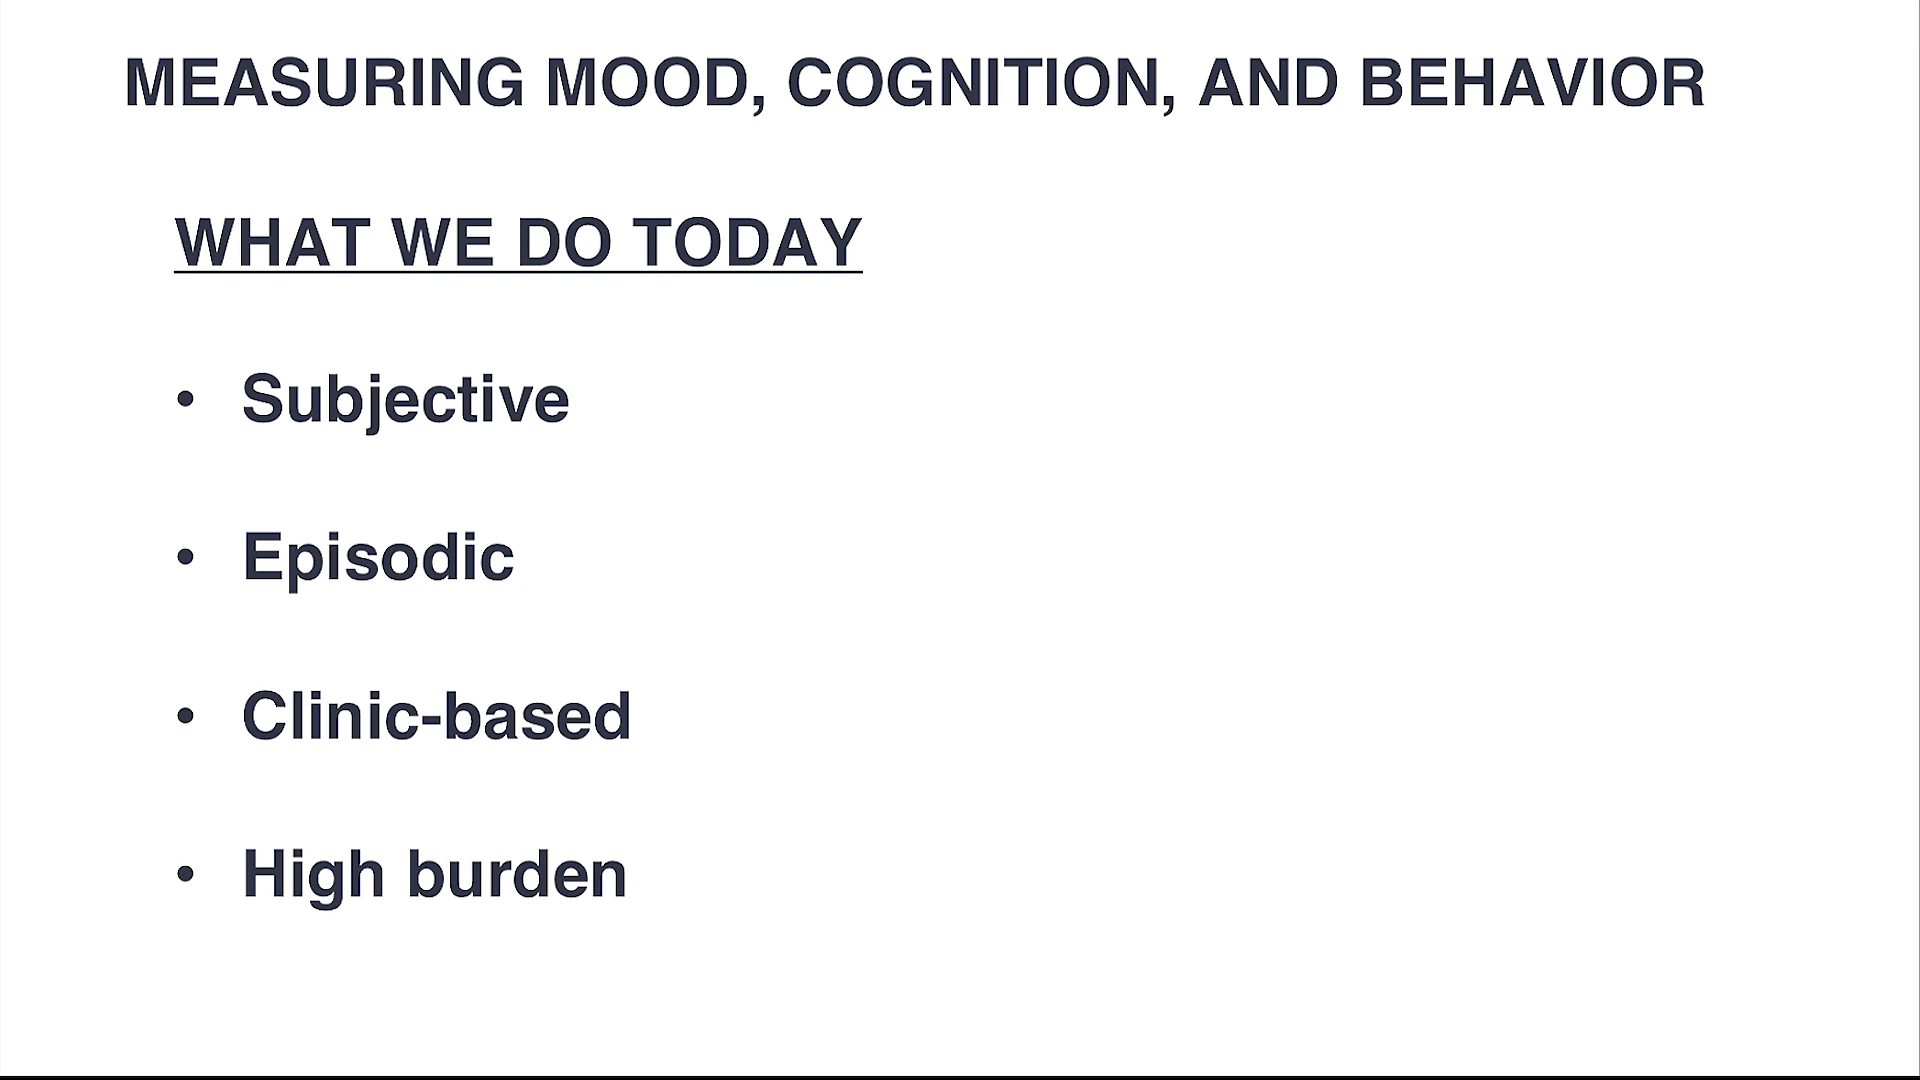 MEASURING MOOD, COGNITION, AND BEHAVIOR
WHAT WE DO TODAY
• Subjective
• Episodic
• Clinic-based
• High burden